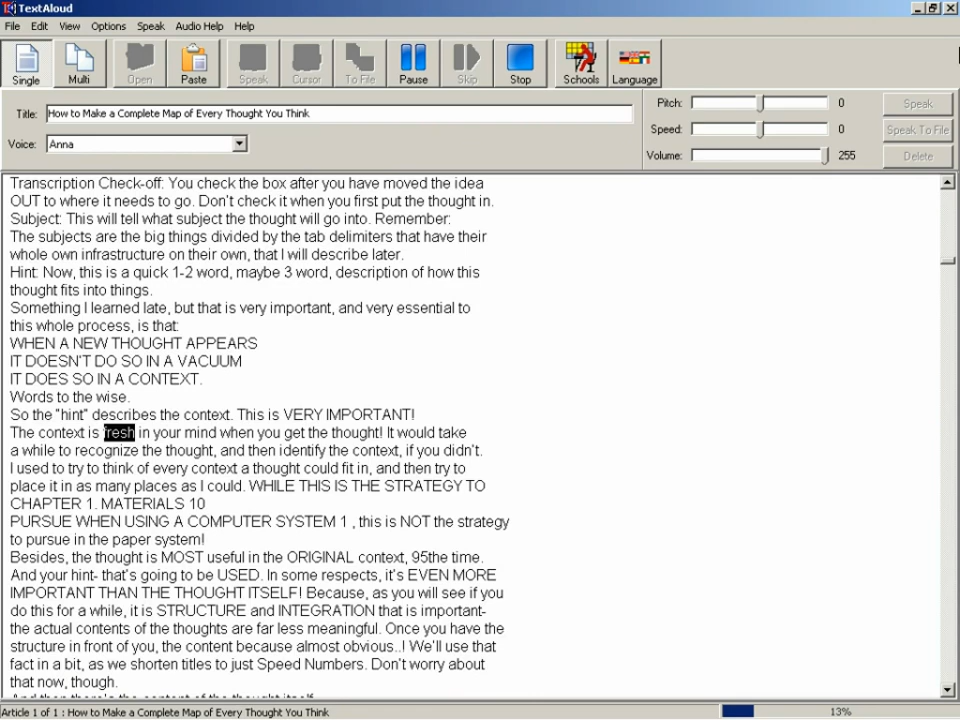 TextAloud
File Edit View Options Speak Audio Help Help
Single Multi Open Paste Speak Cursor To File Pause Skip Stop Schools Language
Title: How to Make a Complete Map of Every Thought You Think
Voice: Anna
Pitch: 0 Speak
Speed: 0 Speak To File
Volume: 255 Delete
Transcription Check-off: You check the box after you have moved the idea
OUT to where it needs to go. Don't check it when you first put the thought in.
Subject: This will tell what subject the thought will go into. Remember:
The subjects are the big things divided by the tab delimiters that have their
whole own infrastructure on their own, that I will describe later.
Hint: Now, this is a quick 1-2 word, maybe 3 word, description of how this
thought fits into things.
Something I learned late, but that is very important, and very essential to
this whole process, is that:
WHEN A NEW THOUGHT APPEARS
IT DOESN'T DO SO IN A VACUUM
IT DOES SO IN A CONTEXT.
Words to the wise.
So the "hint" describes the context. This is VERY IMPORTANT!
The context is fresh in your mind when you get the thought! It would take
a while to recognize the thought, and then identify the context, if you didn't.
I used to try to think of every context a thought could fit in, and then try to
place it in as many places as I could. WHILE THIS IS THE STRATEGY TO
CHAPTER 1. MATERIALS 10
PURSUE WHEN USING A COMPUTER SYSTEM 1 , this is NOT the strategy
to pursue in the paper system!
Besides, the thought is MOST useful in the ORIGINAL context, 95the time.
And your hint- that's going to be USED. In some respects, it's EVEN MORE
IMPORTANT THAN THE THOUGHT ITSELF! Because, as you will see if you
do this for a while, it is STRUCTURE and INTEGRATION that is important-
the actual contents of the thoughts are far less meaningful. Once you have the
structure in front of you, the content because almost obvious..! We'll use that
fact in a bit, as we shorten titles to just Speed Numbers. Don't worry about
that now, though.
And then there's the content of the thought itself.
Article 1 of 1 : How to Make a Complete Map of Every Thought You Think 13%